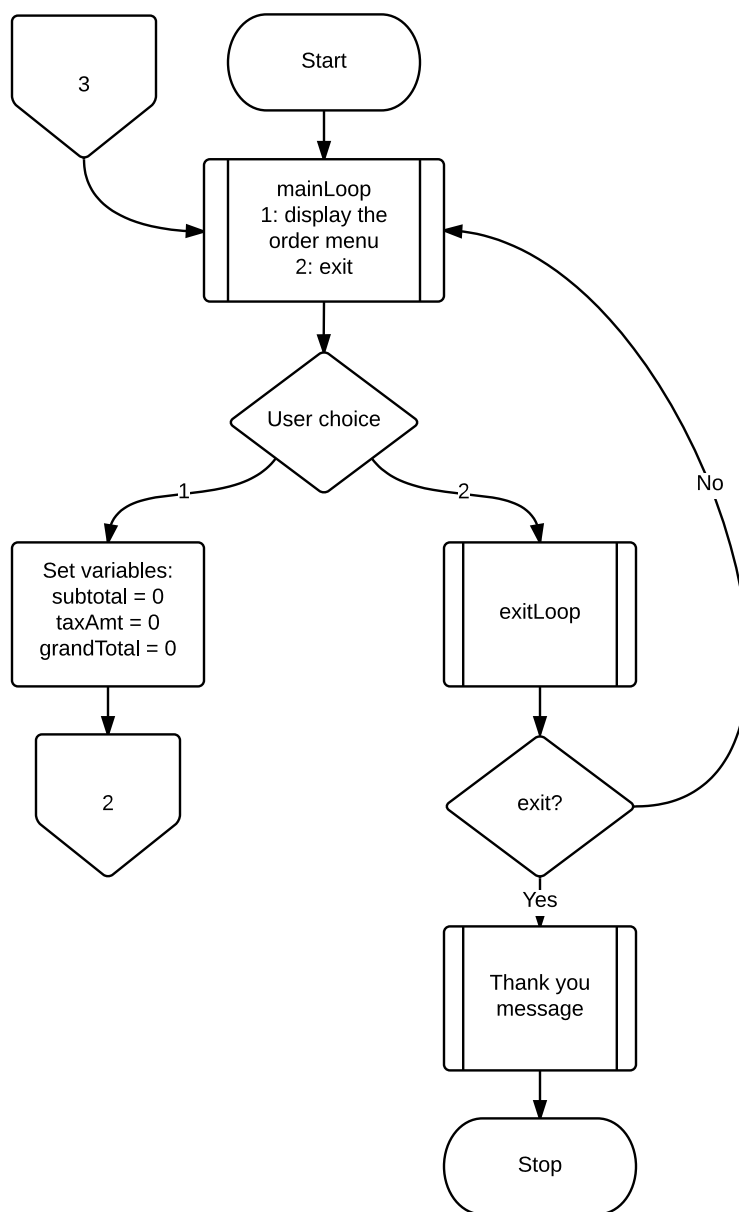 3
Start
mainLoop
1: display the
order menu
2: exit
User choice
1
2
No
Set variables:
subtotal = 0
taxAmt = 0
grandTotal = 0
exitLoop
2
exit?
Yes
Thank you
message
Stop